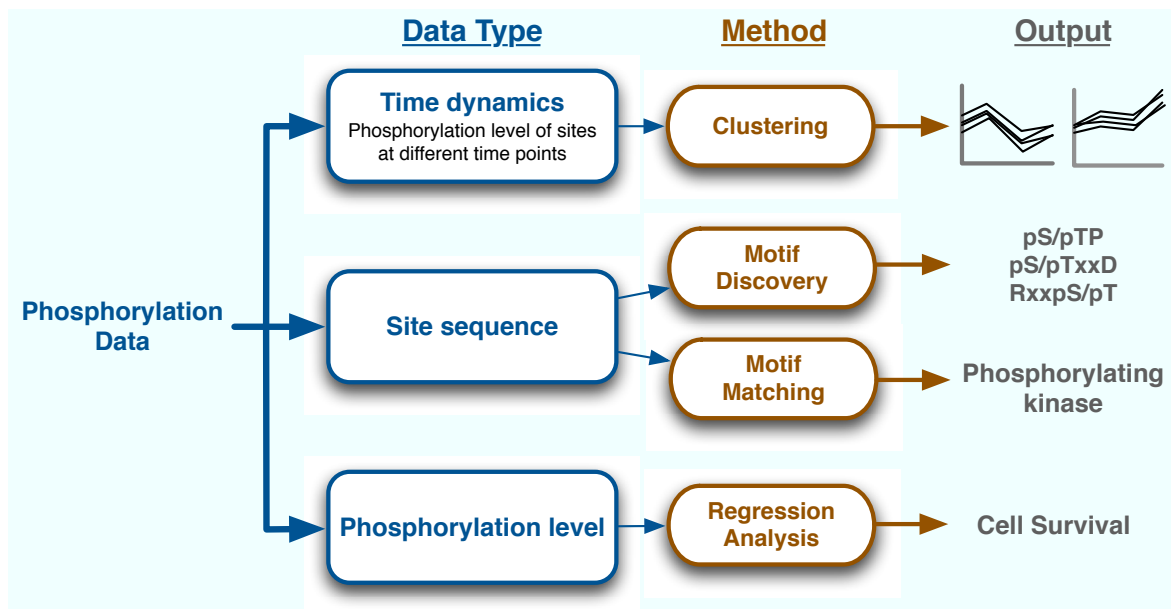 Data Type
Method
Output
Time dynamics
Phosphorylation level of sites
at different time points
Clustering
Phosphorylation
Data
Site sequence
Motif
Discovery
pS/pTP
pS/pTxxD
RxxpS/pT
Motif
Matching
Phosphorylating
kinase
Phosphorylation level
Regression
Analysis
Cell Survival